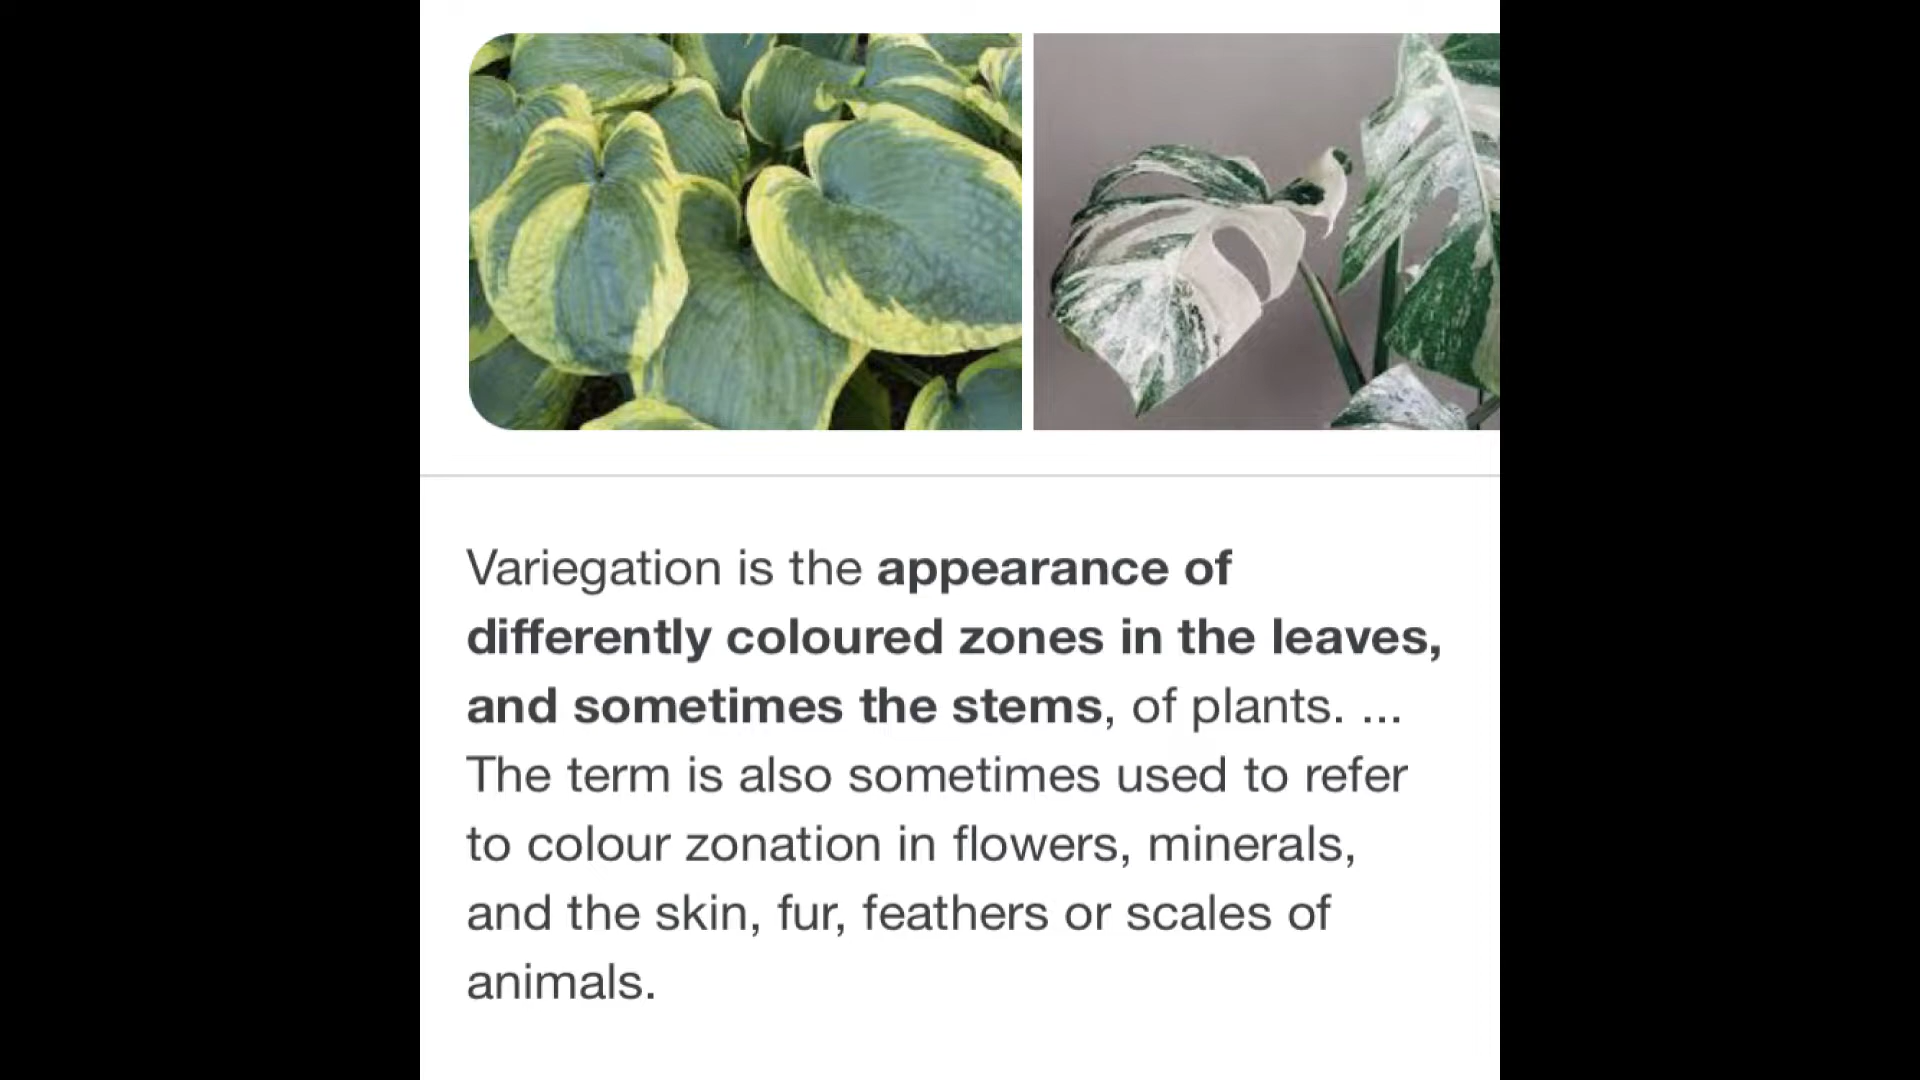 Variegation is the appearance of
differently coloured zones in the leaves,
and sometimes the stems, of plants. ...
The term is also sometimes used to refer
to colour zonation in flowers, minerals,
and the skin, fur, feathers or scales of
animals.